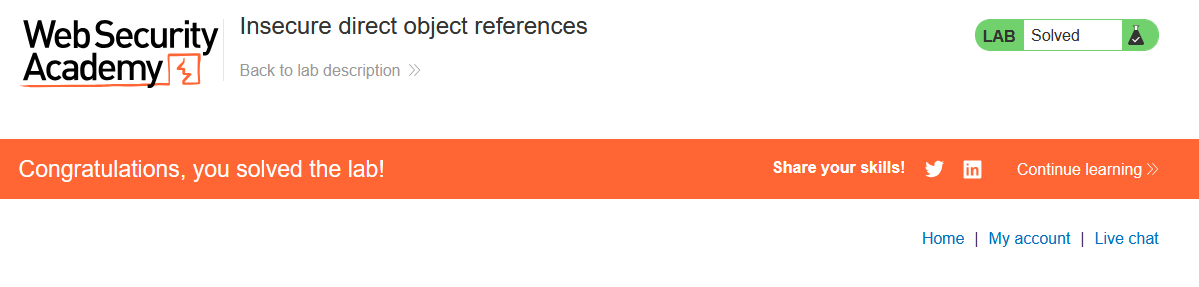 Web Security
Academy
Insecure direct object references
Back to lab description
LAB Solved
Congratulations, you solved the lab!
Share your skills!
Continue learning
Home | My account | Live chat